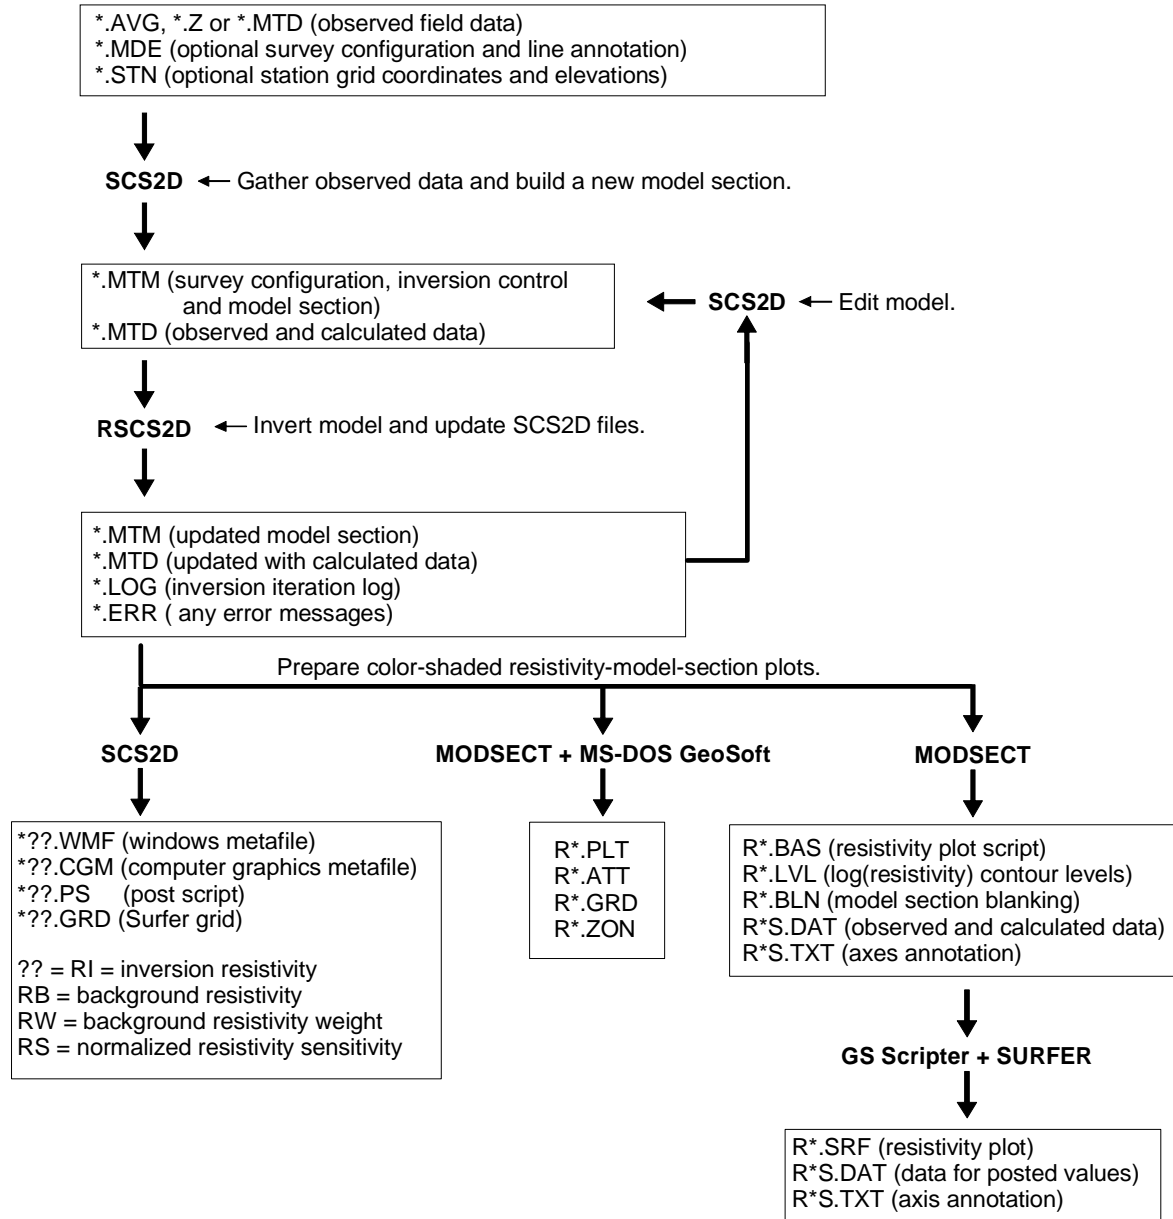 *.AVG, *.Z or *.MTD (observed field data)
*.MDE (optional survey configuration and line annotation)
*.STN (optional station grid coordinates and elevations)
SCS2D
Gather observed data and build a new model section.
*.MTM (survey configuration, inversion control
and model section)
*.MTD (observed and calculated data)
SCS2D
Edit model.
RSCS2D
Invert model and update SCS2D files.
*.MTM (updated model section)
*.MTD (updated with calculated data)
*.LOG (inversion iteration log)
*.ERR ( any error messages)
Prepare color-shaded resistivity-model-section plots.
SCS2D
*??.WMF (windows metafile)
*??.CGM (computer graphics metafile)
*??.PS (post script)
*??.GRD (Surfer grid)
?? = RI = inversion resistivity
RB = background resistivity
RW = background resistivity weight
RS = normalized resistivity sensitivity
MODSECT + MS-DOS GeoSoft
R*.PLT
R*.ATT
R*.GRD
R*.ZON
MODSECT
R*.BAS (resistivity plot script)
R*.LVL (log(resistivity) contour levels)
R*.BLN (model section blanking)
R*S.DAT (observed and calculated data)
R*S.TXT (axes annotation)
GS Scripter + SURFER
R*.SRF (resistivity plot)
R*S.DAT (data for posted values)
R*S.TXT (axis annotation)